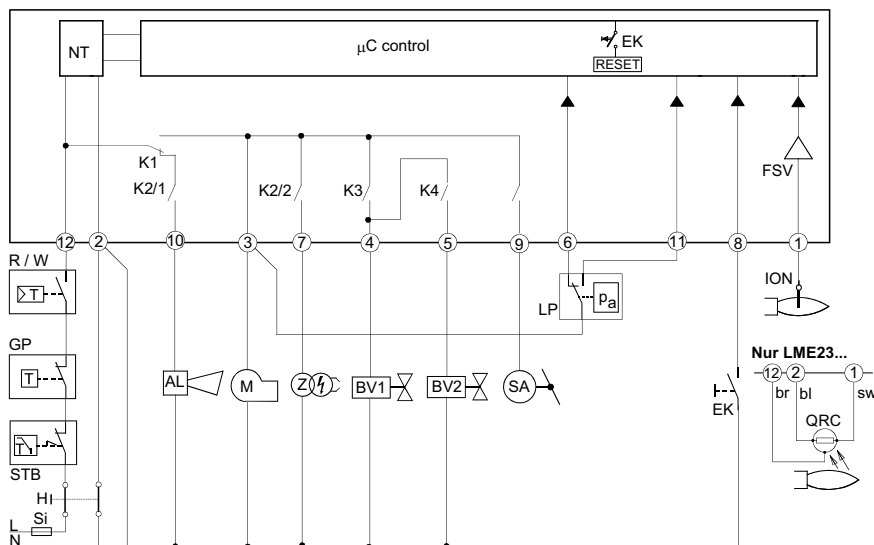 NT
μC control
EK
RESET
FSV
K1
K2/1
K2/2
K3
K4
12
2
10
3
7
4
5
9
6
11
8
1
R / W
T
LP
pa
ION
GP
T
Nur LME23...
12
2
1
br
bl
sw
AL
M
Z
BV1
BV2
SA
EK
QRC
T
STB
H
L
Si
N